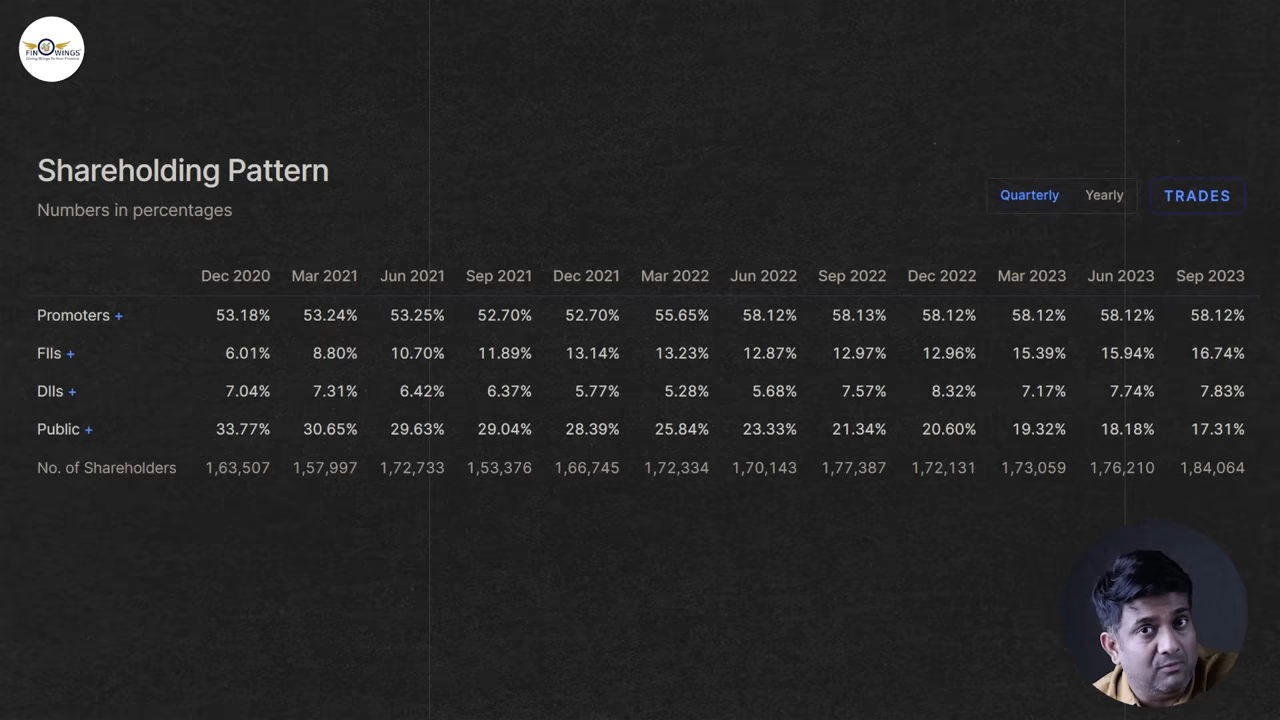 FINOWINGS
Giving Wings To Your Finance
Shareholding Pattern
Numbers in percentages
Quarterly Yearly TRADES
Dec 2020 Mar 2021 Jun 2021 Sep 2021 Dec 2021 Mar 2022 Jun 2022 Sep 2022 Dec 2022 Mar 2023 Jun 2023 Sep 2023
Promoters + 53.18% 53.24% 53.25% 52.70% 52.70% 55.65% 58.12% 58.13% 58.12% 58.12% 58.12% 58.12%
FIIs + 6.01% 8.80% 10.70% 11.89% 13.14% 13.23% 12.87% 12.97% 12.96% 15.39% 15.94% 16.74%
DIIs + 7.04% 7.31% 6.42% 6.37% 5.77% 5.28% 5.68% 7.57% 8.32% 7.17% 7.74% 7.83%
Public + 33.77% 30.65% 29.63% 29.04% 28.39% 25.84% 23.33% 21.34% 20.60% 19.32% 18.18% 17.31%
No. of Shareholders 1,63,507 1,57,997 1,72,733 1,53,376 1,66,745 1,72,334 1,70,143 1,77,387 1,72,131 1,73,059 1,76,210 1,84,064